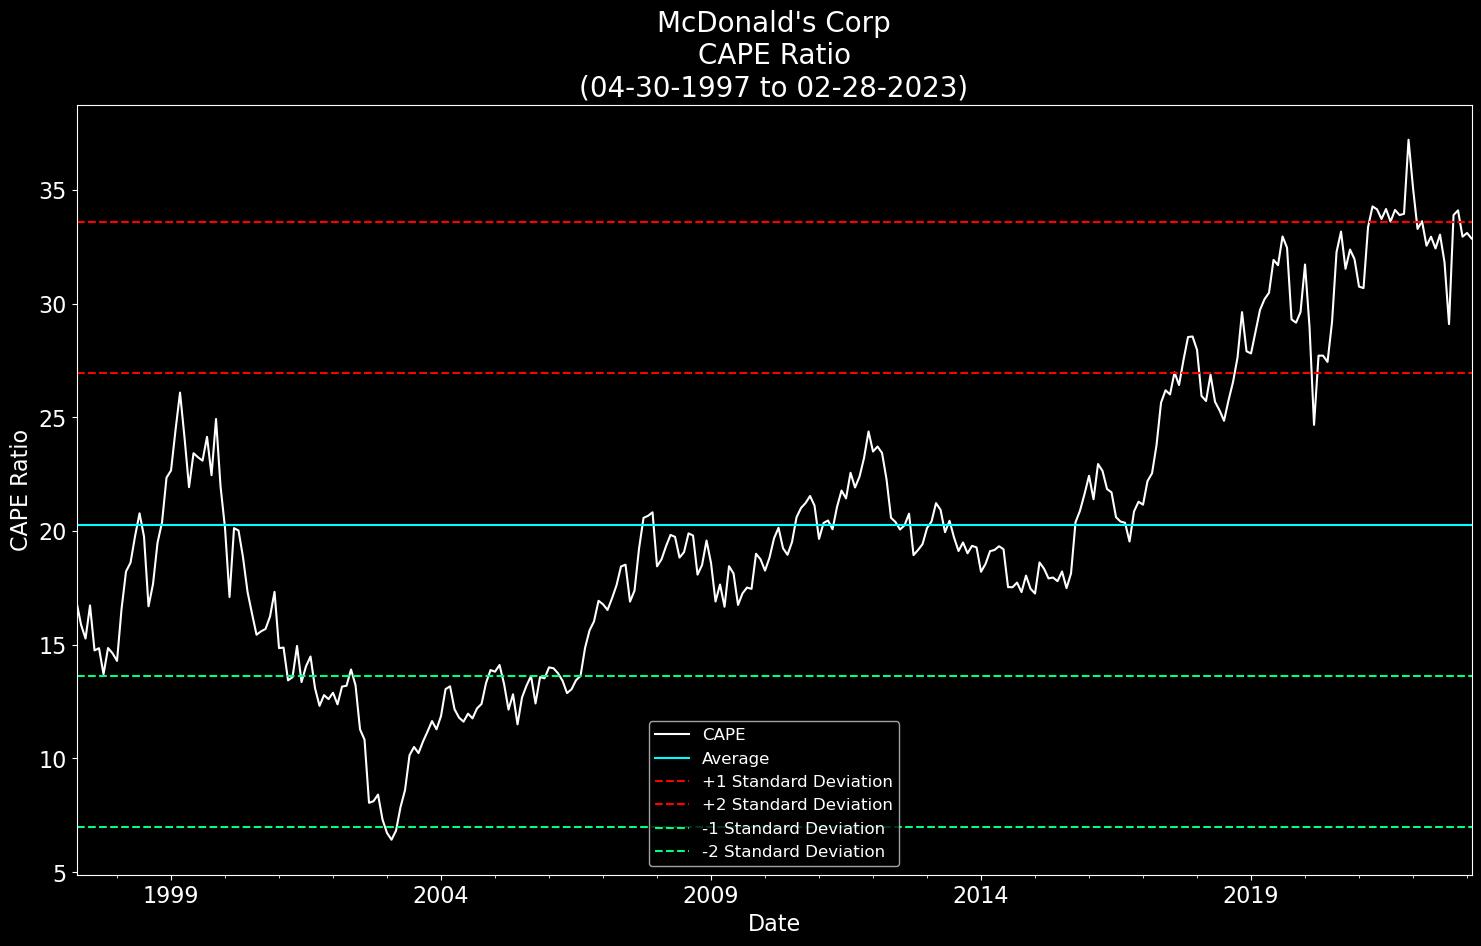 McDonald's Corp
CAPE Ratio
(04-30-1997 to 02-28-2023)
CAPE Ratio
35
30
25
20
15
10
5
1999
2004
2009
2014
2019
Date
CAPE
Average
+1 Standard Deviation
+2 Standard Deviation
-1 Standard Deviation
-2 Standard Deviation